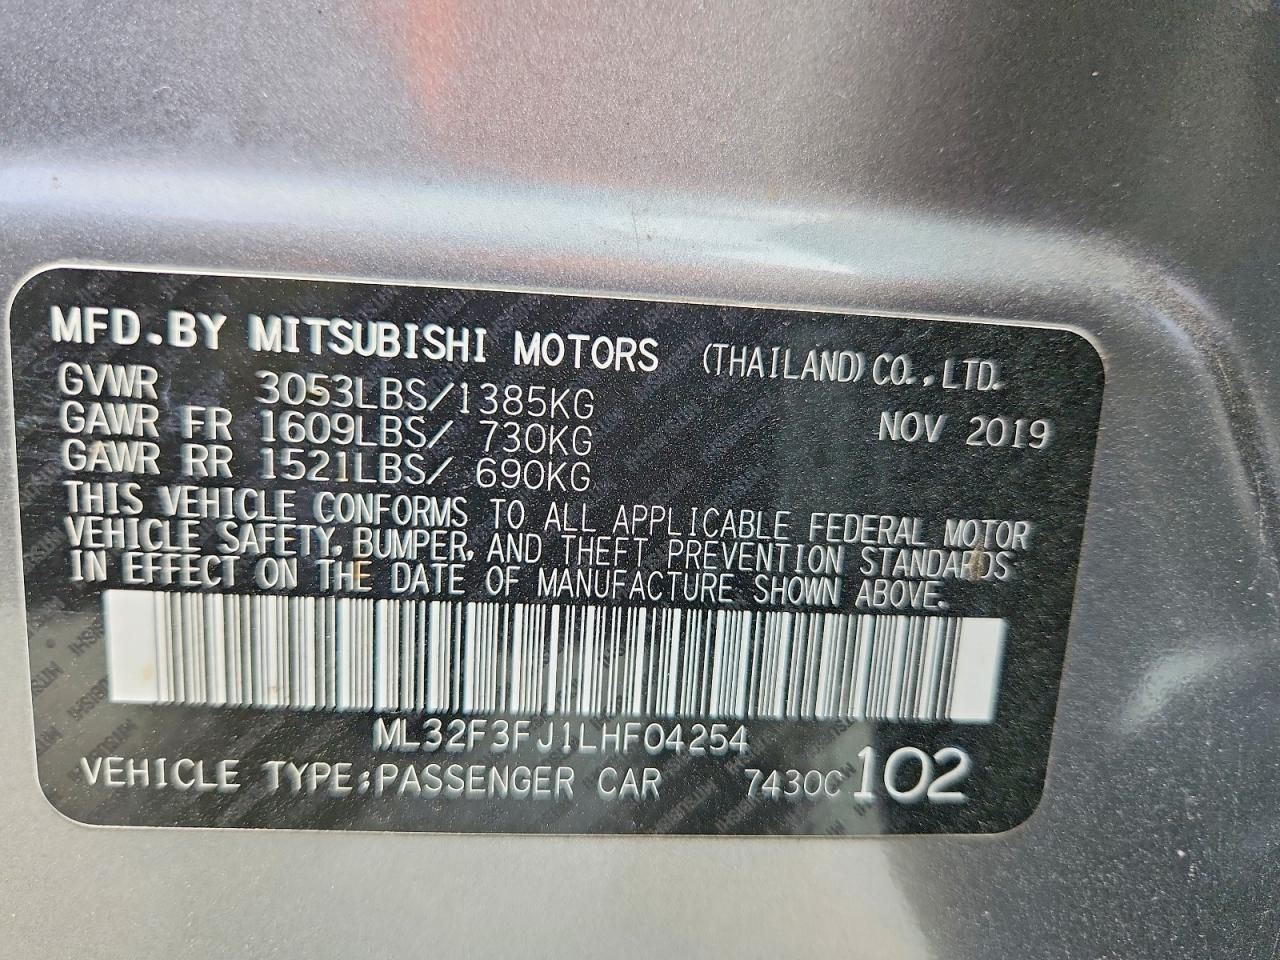 MFD.BY MITSUBISHI MOTORS (THAILAND) CO.,LTD.
GVWR 3053LBS/1385KG NOV 2019
GAWR FR 1609LBS/ 730KG
GAWR RR 1521LBS/ 690KG
THIS VEHICLE CONFORMS TO ALL APPLICABLE FEDERAL MOTOR
VEHICLE SAFETY, BUMPER, AND THEFT PREVENTION STANDARDS
IN EFFECT ON THE DATE OF MANUFACTURE SHOWN ABOVE.
ML32F3FJ1LHF04254
VEHICLE TYPE:PASSENGER CAR 7430C 102